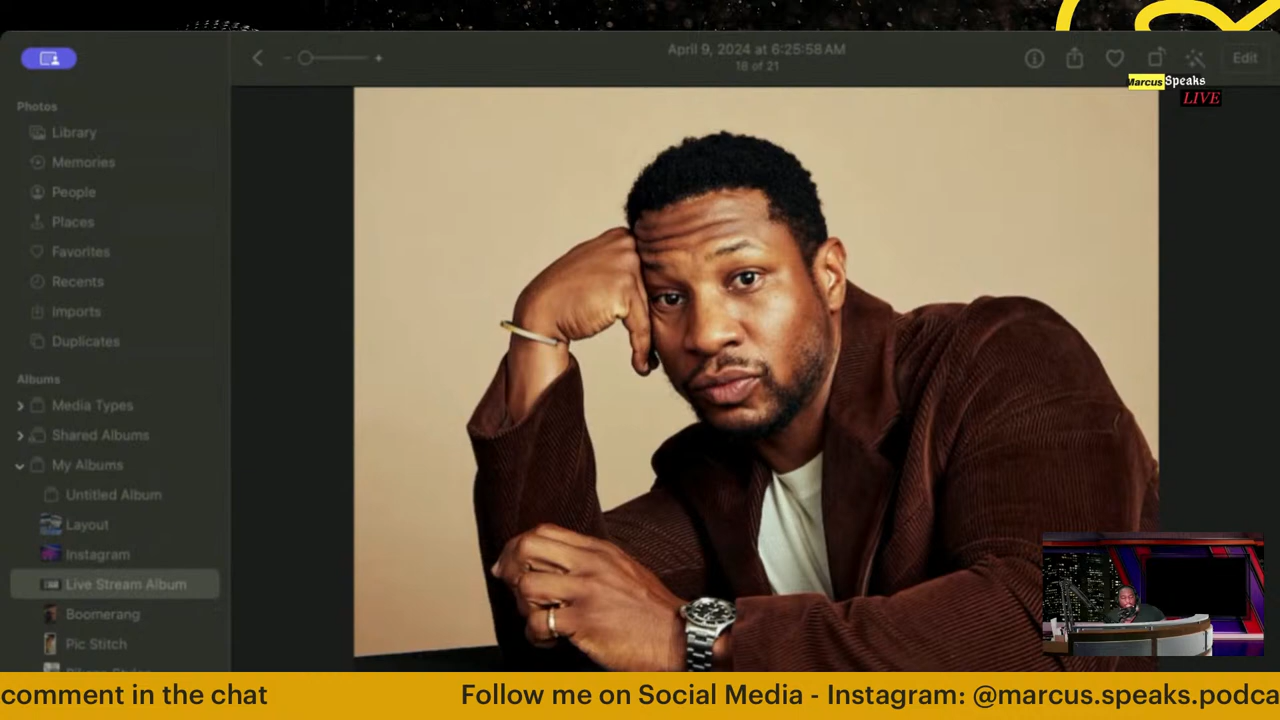 April 9, 2024 at 6:25:58 AM
18 of 21
Edit
Marcus Speaks
LIVE
Photos
Library
Memories
People
Places
Favorites
Recents
Imports
Duplicates
Albums
Media Types
Shared Albums
My Albums
Untitled Album
Layout
Instagram
Live Stream Album
Boomerang
Pic Stitch
comment in the chat
Follow me on Social Media - Instagram: @marcus.speaks.podca